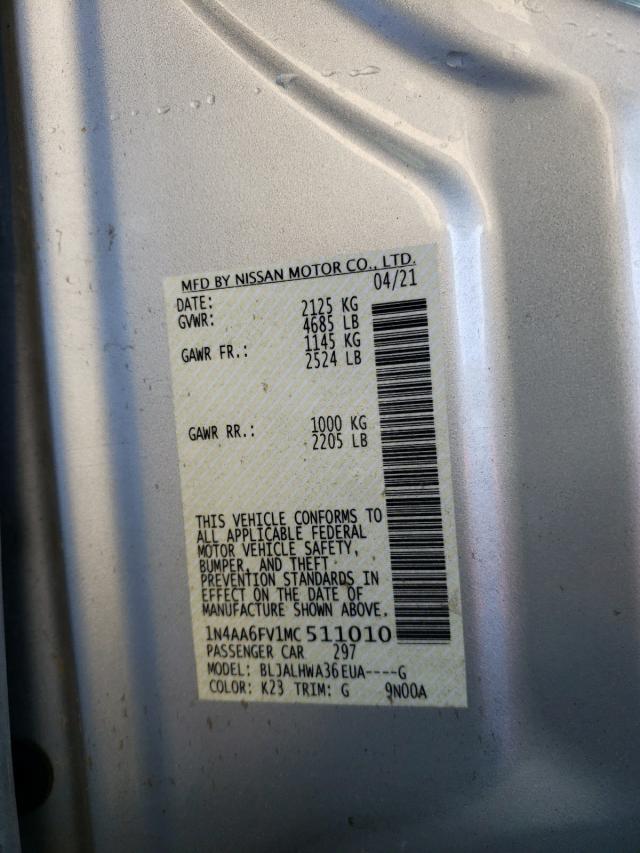 MFD BY NISSAN MOTOR CO., LTD.
DATE: 04/21
GVWR: 2125 KG
4685 LB
GAWR FR.: 1145 KG
2524 LB
GAWR RR.: 1000 KG
2205 LB
THIS VEHICLE CONFORMS TO
ALL APPLICABLE FEDERAL
MOTOR VEHICLE SAFETY,
BUMPER, AND THEFT
PREVENTION STANDARDS IN
EFFECT ON THE DATE OF
MANUFACTURE SHOWN ABOVE.
1N4AA6FV1MC511010
PASSENGER CAR 297
MODEL: BLJALHWA36EUA----G
COLOR: K23 TRIM: G 9N00A